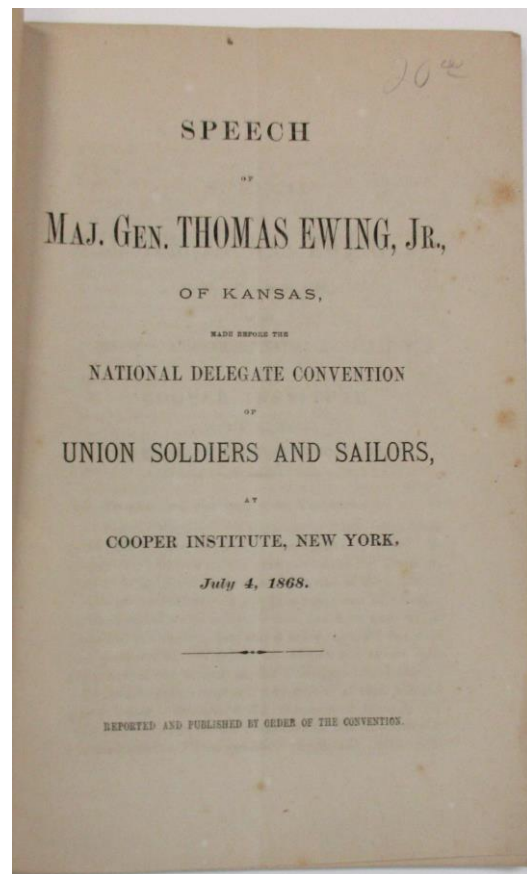 SPEECH
OF
MAJ. GEN. THOMAS EWING, JR.,
OF KANSAS,
MADE BEFORE THE
NATIONAL DELEGATE CONVENTION
OF
UNION SOLDIERS AND SAILORS,
AT
COOPER INSTITUTE, NEW YORK,
July 4, 1868.
REPORTED AND PUBLISHED BY ORDER OF THE CONVENTION.